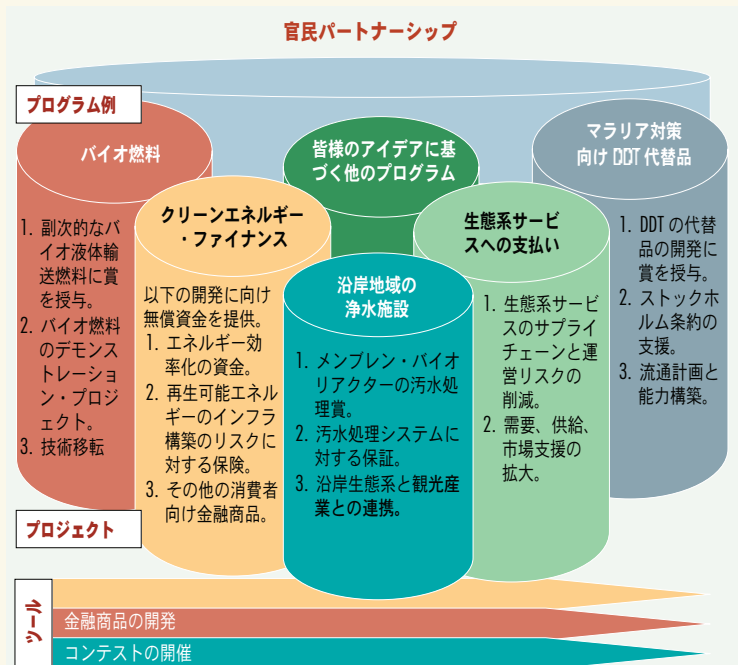 官民パートナーシップ
プログラム例
バイオ燃料
1. 副次的なバ
イオ液体輸
送燃料に賞
を授与。
2. バイオ燃料
のデモンス
トレーショ
ン・プロジ
ェクト。
3. 技術移転
クリーンエネルギー
・ファイナンス
以下の開発に向け
無償資金を提供。
1. エネルギー効
率化の資金。
2. 再生可能エネル
ギーのインフラ
構築のリスクに
対する保険。
3. その他の消費者
向け金融商品。
皆様のアイデアに基
づく他のプログラム
沿岸地域の
浄水施設
1. メンブレン・バイオ
リアクターの汚水処
理賞。
2. 汚水処理システムに
対する保証。
3. 沿岸生態系と観光産
業との連携。
生態系サービ
スへの支払い
1. 生態系サービ
スのサプライ
チェーンと運
営リスクの
削減。
2. 需要、供給、
市場支援の
拡大。
マラリア対策
向け DDT 代替品
1. DDT の代替
品の開発に
賞を授与。
2. ストックホ
ルム条約の
支援。
3. 流通計画と
能力構築。
プロジェクト
ツール
金融商品の開発
コンテストの開催